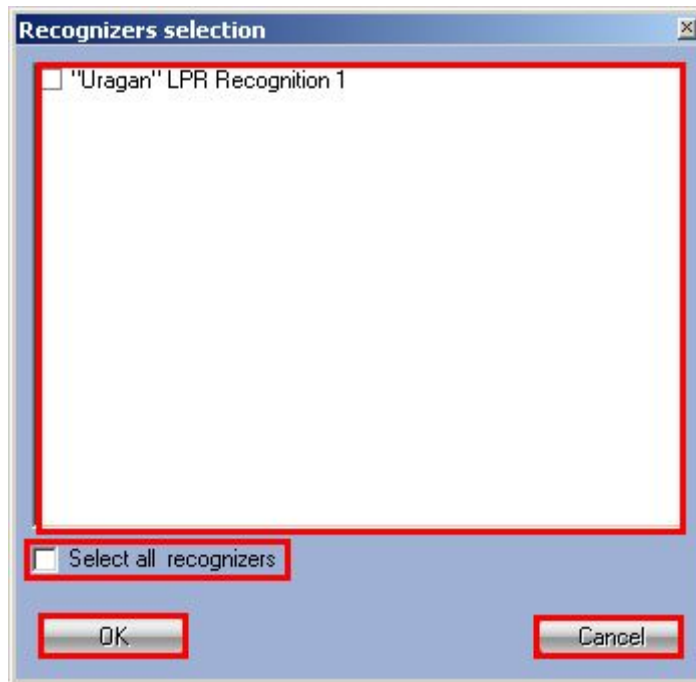 Recognizers selection
"Uragan" LPR Recognition 1
Select all recognizers
OK
Cancel